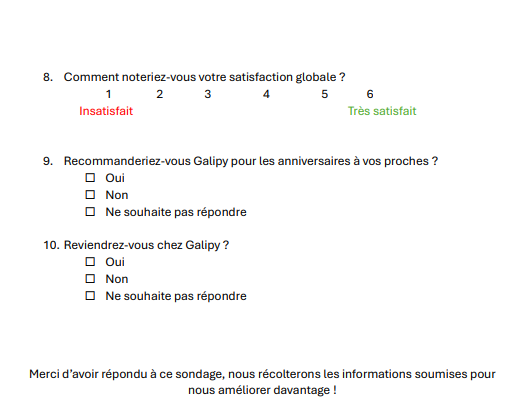 8. Comment noteriez-vous votre satisfaction globale ?
1 2 3 4 5 6
Insatisfait Très satisfait
9. Recommanderiez-vous Galipy pour les anniversaires à vos proches ?
☐ Oui
☐ Non
☐ Ne souhaite pas répondre
10. Reviendrez-vous chez Galipy ?
☐ Oui
☐ Non
☐ Ne souhaite pas répondre
Merci d’avoir répondu à ce sondage, nous récolterons les informations soumises pour
nous améliorer davantage !